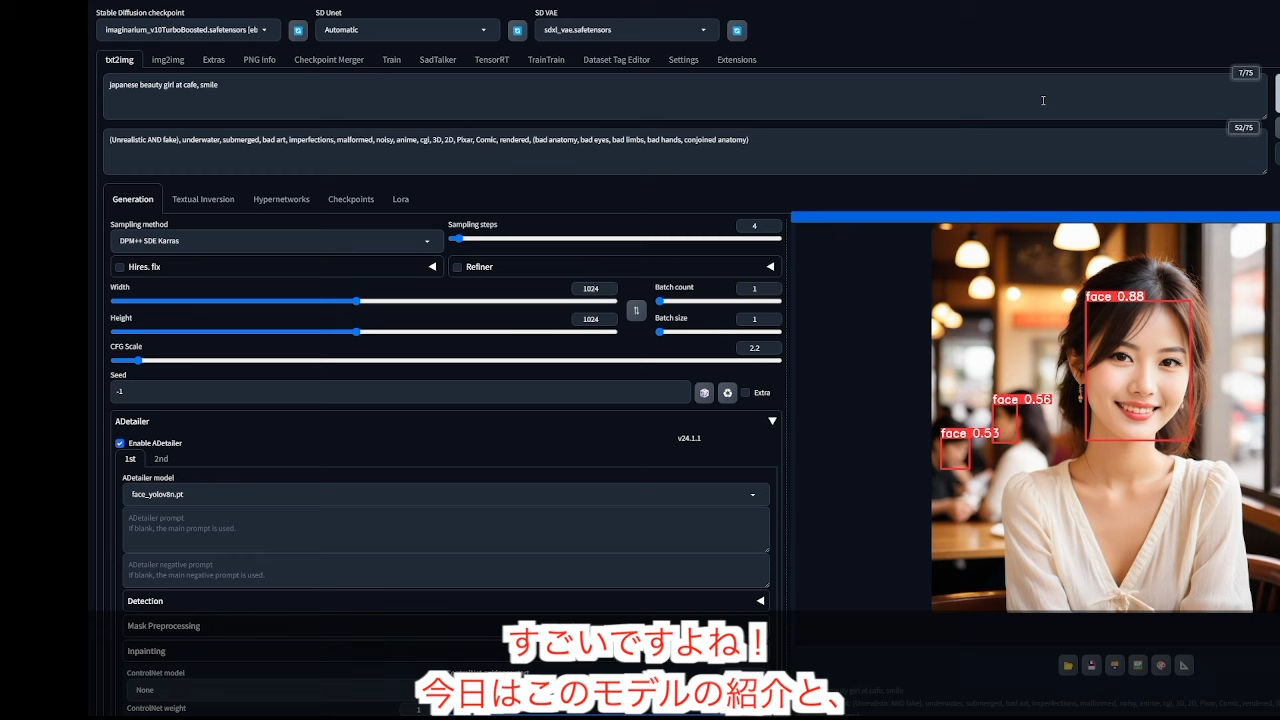 Stable Diffusion checkpoint
SD Unet
SD VAE
imaginarium_v10TurboBoosted.safetensors [eb
Automatic
sdxl_vae.safetensors
txt2img
img2img
Extras
PNG Info
Checkpoint Merger
Train
SadTalker
TensorRT
TrainTrain
Dataset Tag Editor
Settings
Extensions
7/75
japanese beauty girl at cafe, smile
52/75
(Unrealistic AND fake), underwater, submerged, bad art, imperfections, malformed, noisy, anime, cgi, 3D, 2D, Pixar, Comic, rendered, (bad anatomy, bad eyes, bad limbs, bad hands, conjoined anatomy)
Generation
Textual Inversion
Hypernetworks
Checkpoints
Lora
Sampling method
Sampling steps
4
DPM++ SDE Karras
Hires. fix
Refiner
Width
1024
Batch count
1
Height
1024
Batch size
1
CFG Scale
2.2
Seed
-1
Extra
ADetailer
Enable ADetailer
v24.1.1
1st
2nd
ADetailer model
face_yolov8n.pt
ADetailer prompt
If blank, the main prompt is used.
ADetailer negative prompt
If blank, the main negative prompt is used.
Detection
Mask Preprocessing
Inpainting
ControlNet model
None
ControlNet weight
1
face 0.88
face 0.56
face 0.53
すごいですよね！
今日はこのモデルの紹介と、